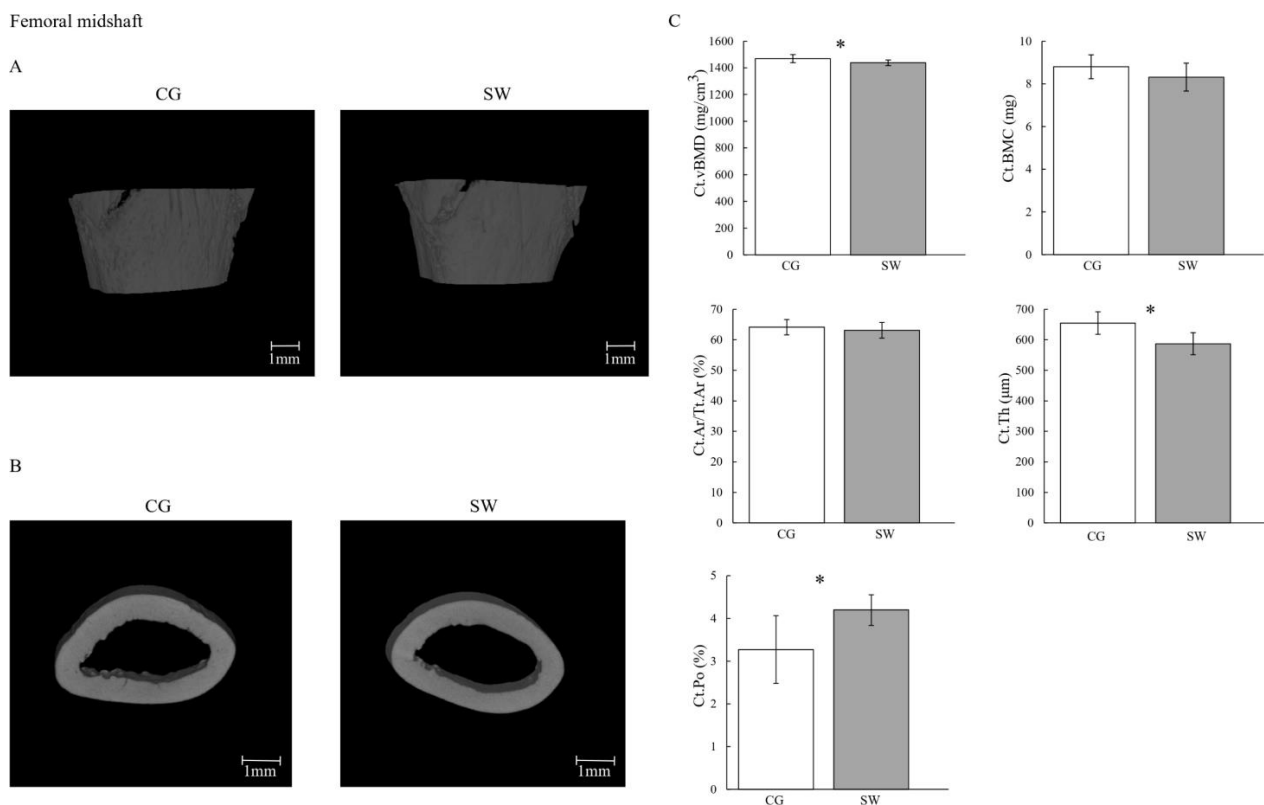 Femoral midshaft
A
CG
SW
1mm
1mm
B
CG
SW
1mm
1mm
C
Ct.vBMD (mg/cm³)
1600
1400
1200
1000
800
600
400
200
0
*
CG
SW
Ct.BMC (mg)
10
8
6
4
2
0
CG
SW
Ct.Ar/Tt.Ar (%)
70
60
50
40
30
20
10
0
CG
SW
Ct.Th (μm)
700
600
500
400
300
200
100
0
*
CG
SW
Ct.Po (%)
5
4
3
2
1
0
*
CG
SW